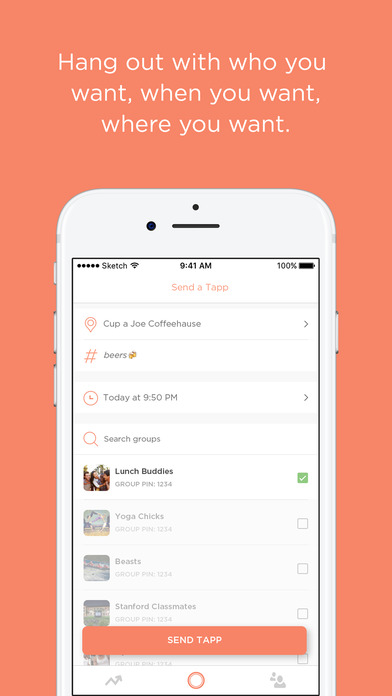 Hang out with who you
want, when you want,
where you want.
Sketch 9:41 AM 100%
Send a Tapp
Cup a Joe Coffeehause
# beers🍻
Today at 9:50 PM
Search groups
Lunch Buddies
GROUP PIN: 1234
Yoga Chicks
GROUP PIN: 1234
Beasts
GROUP PIN: 1234
Stanford Classmates
GROUP PIN: 1234
SEND TAPP